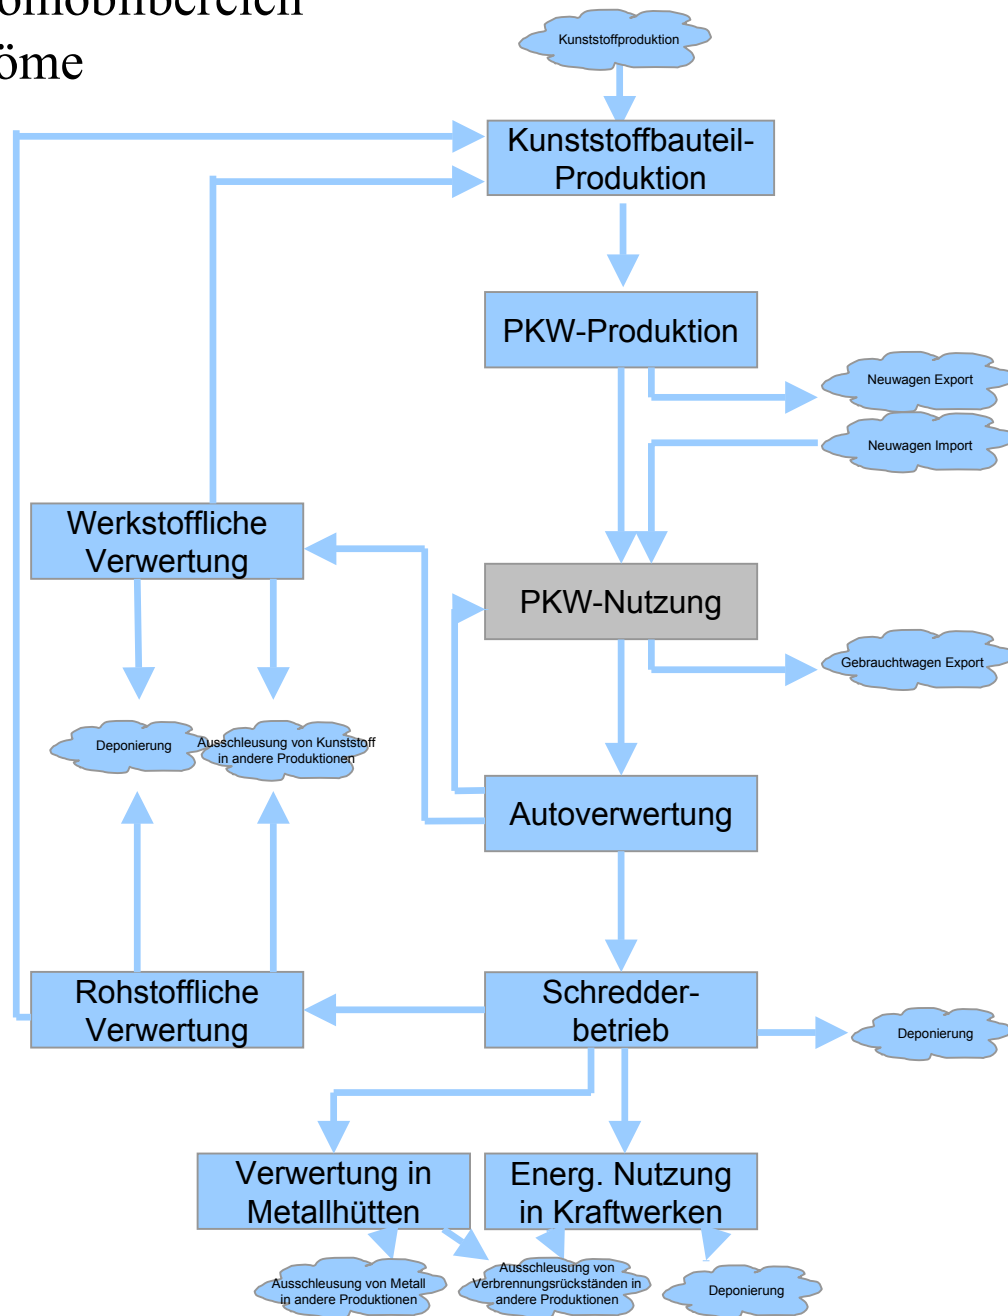 omobilbereich
öme
Kunststoffproduktion
Kunststoffbauteil-
Produktion
PKW-Produktion
Neuwagen Export
Neuwagen Import
Werkstoffliche
Verwertung
PKW-Nutzung
Gebrauchtwagen Export
Deponierung
Ausschleusung von Kunststoff
in andere Produktionen
Autoverwertung
Rohstoffliche
Verwertung
Schredder-
betrieb
Deponierung
Verwertung in
Metallhütten
Energ. Nutzung
in Kraftwerken
Ausschleusung von Metall
in andere Produktionen
Ausschleusung von
Verbrennungsrückständen in
andere Produktionen
Deponierung